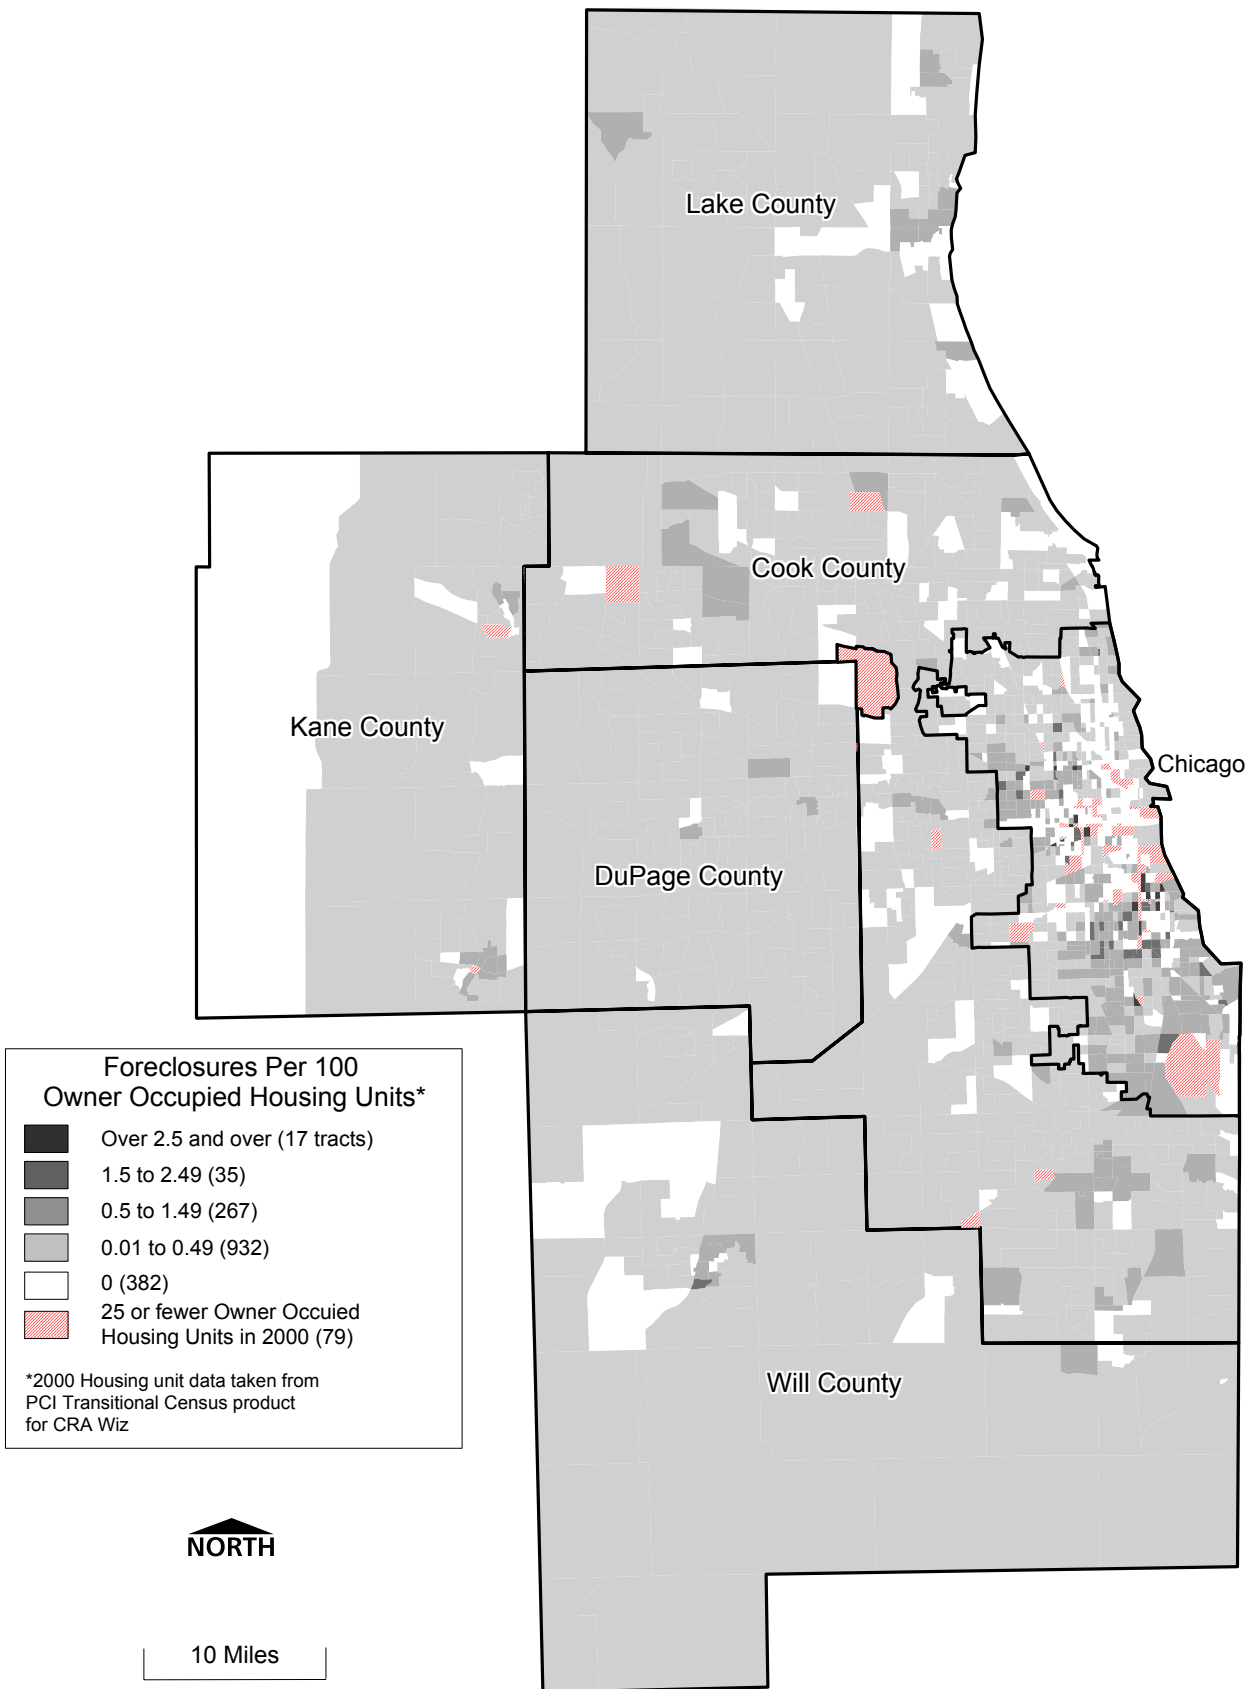 Lake County
Cook County
Kane County
Chicago
DuPage County
Foreclosures Per 100
Owner Occupied Housing Units*
Over 2.5 and over (17 tracts)
1.5 to 2.49 (35)
0.5 to 1.49 (267)
0.01 to 0.49 (932)
0 (382)
25 or fewer Owner Occuied
Housing Units in 2000 (79)
*2000 Housing unit data taken from
PCI Transitional Census product
for CRA Wiz
Will County
NORTH
10 Miles